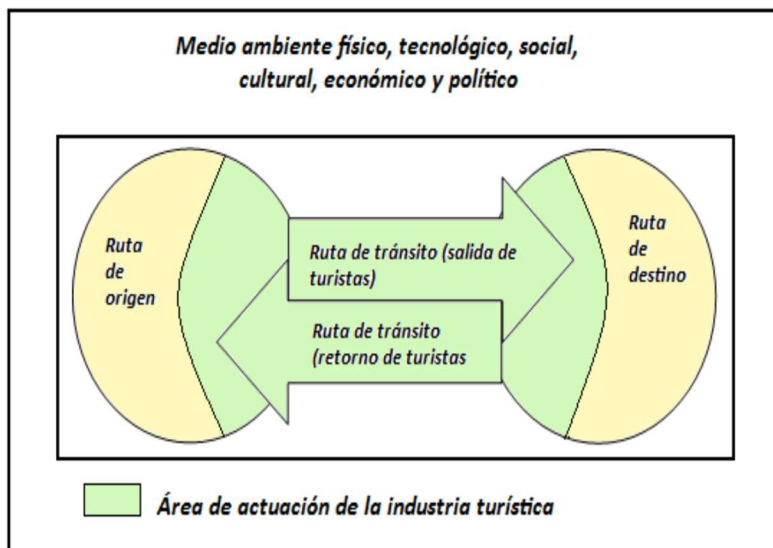 Medio ambiente físico, tecnológico, social,
cultural, económico y político
Ruta
de
origen
Ruta de tránsito (salida de
turistas)
Ruta de tránsito
(retorno de turistas
Ruta
de
destino
Área de actuación de la industria turística